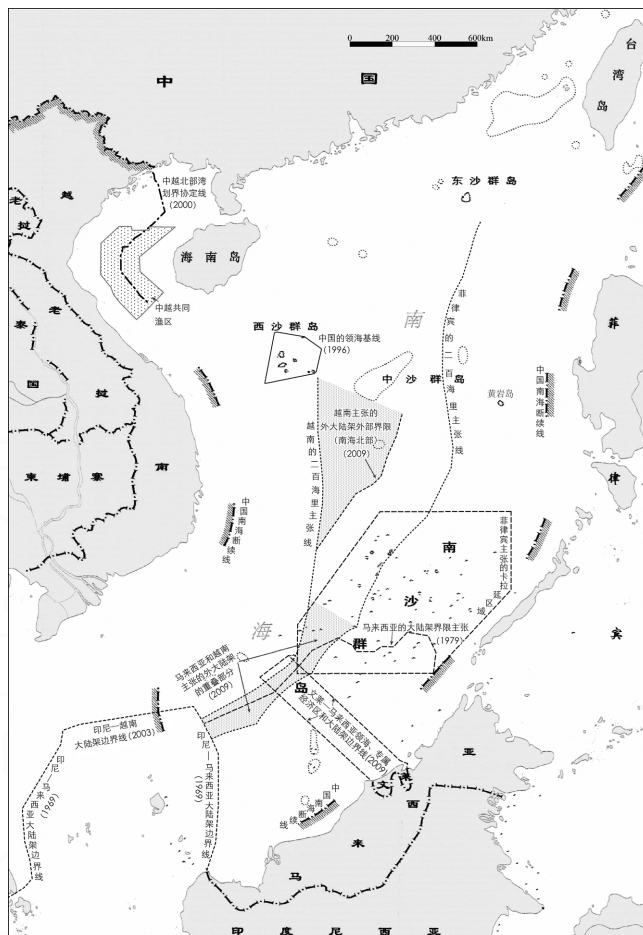 0 200 400 600km
中 国
台
湾
岛
东 沙 群 岛
中越北部湾
划界协定线
(2000)
越
老
挝
海 南 岛
中越共同
渔区
南
菲律宾的二百海里主张线
西 沙 群 岛
中国的领海基线
(1996)
中 沙 群 岛
黄岩岛
中国南海断续线
菲
老
挝
泰
国
越南主张的
外大陆架外部界限
(南海北部)
(2009)
越南的二百海里主张线
柬 埔 寨
南
律
中国南海断续线
南
菲律宾主张的卡拉延区域
沙
海
马来西亚的大陆架界限主张
(1979)
群
宾
马来西亚和越南
主张的外大陆架
的重叠部分
(2009)
岛
文莱—马来西亚领海、专属
经济区和大陆架边界线(2009)
印尼—越南
大陆架边界线(2003)
印尼—马来西亚大陆架边界线
(1969)
印尼—马来西亚大陆架边界线
(1969)
中国南海断续线
文 莱
亚
西
来
马
印 度 尼 西 亚